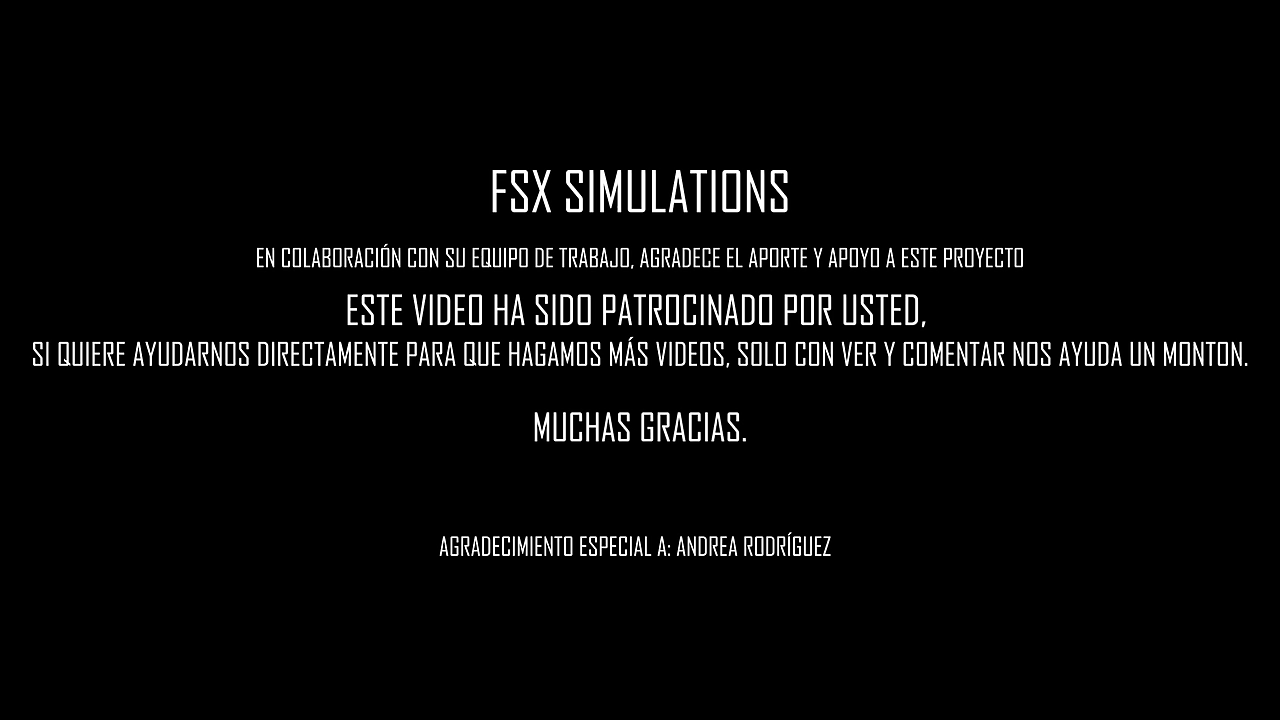 FSX SIMULATIONS
EN COLABORACIÓN CON SU EQUIPO DE TRABAJO, AGRADECE EL APORTE Y APOYO A ESTE PROYECTO
ESTE VIDEO HA SIDO PATROCINADO POR USTED,
SI QUIERE AYUDARNOS DIRECTAMENTE PARA QUE HAGAMOS MÁS VIDEOS, SOLO CON VER Y COMENTAR NOS AYUDA UN MONTON.
MUCHAS GRACIAS.
AGRADECIMIENTO ESPECIAL A: ANDREA RODRÍGUEZ